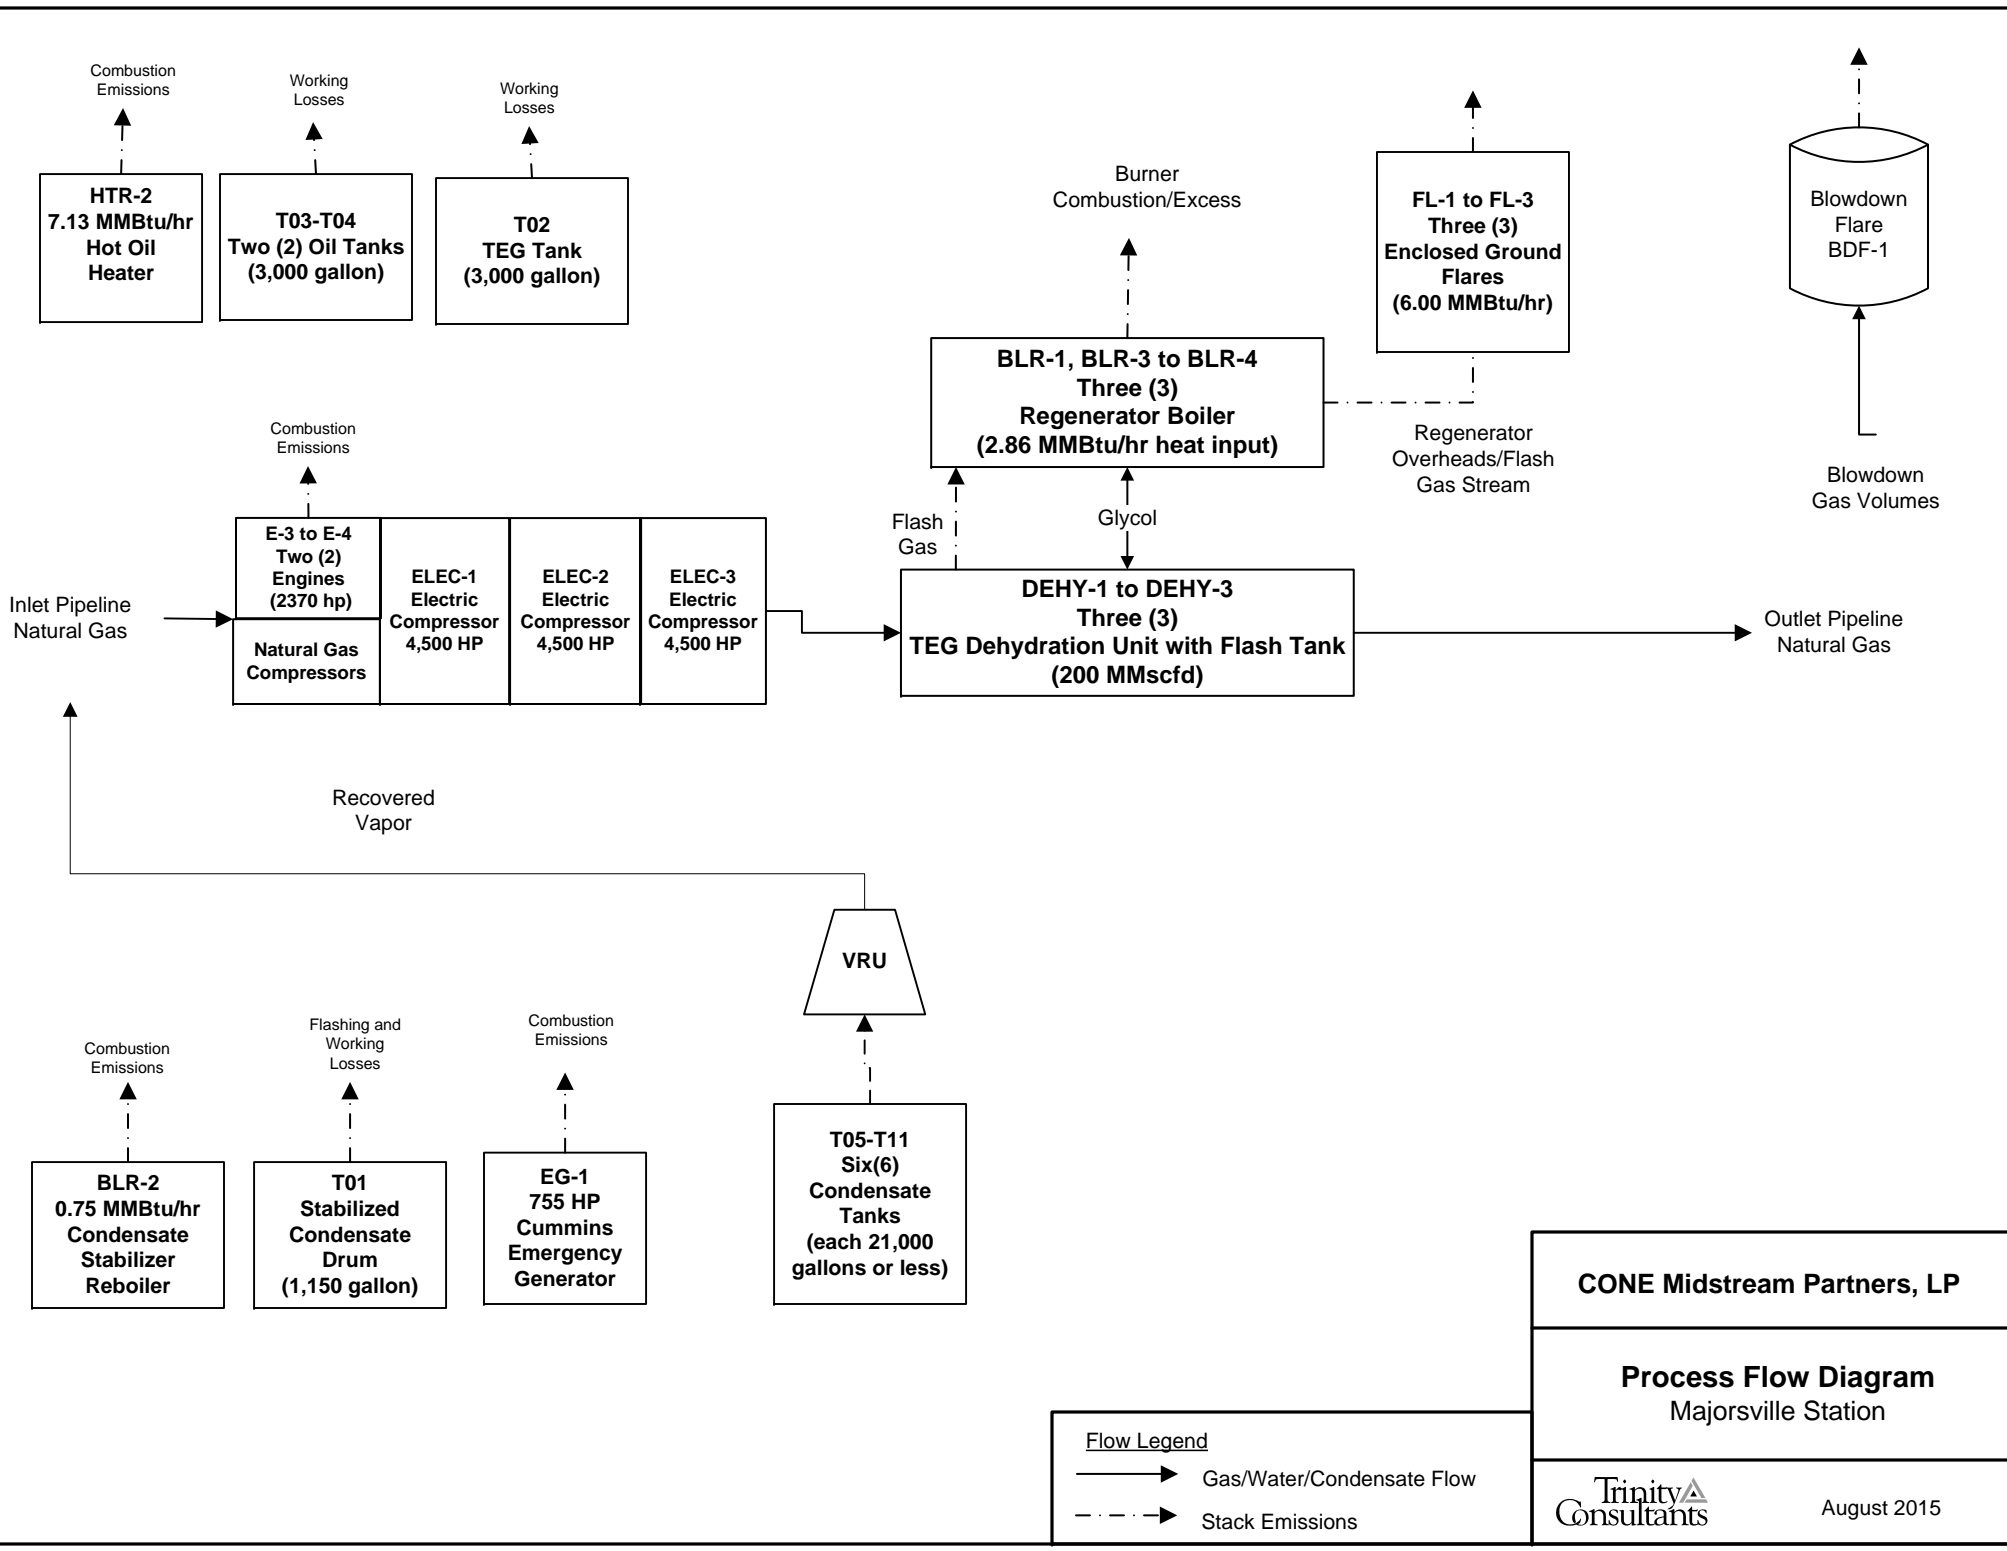 Combustion
Emissions
Working
Losses
Working
Losses
HTR-2
7.13 MMBtu/hr
Hot Oil
Heater
T03-T04
Two (2) Oil Tanks
(3,000 gallon)
T02
TEG Tank
(3,000 gallon)
Burner
Combustion/Excess
FL-1 to FL-3
Three (3)
Enclosed Ground
Flares
(6.00 MMBtu/hr)
Blowdown
Flare
BDF-1
BLR-1, BLR-3 to BLR-4
Three (3)
Regenerator Boiler
(2.86 MMBtu/hr heat input)
Regenerator
Overheads/Flash
Gas Stream
Blowdown
Gas Volumes
Combustion
Emissions
Flash
Gas
Glycol
Inlet Pipeline
Natural Gas
E-3 to E-4
Two (2)
Engines
(2370 hp)
Natural Gas
Compressors
ELEC-1
Electric
Compressor
4,500 HP
ELEC-2
Electric
Compressor
4,500 HP
ELEC-3
Electric
Compressor
4,500 HP
DEHY-1 to DEHY-3
Three (3)
TEG Dehydration Unit with Flash Tank
(200 MMscfd)
Outlet Pipeline
Natural Gas
Recovered
Vapor
VRU
Combustion
Emissions
Flashing and
Working
Losses
Combustion
Emissions
BLR-2
0.75 MMBtu/hr
Condensate
Stabilizer
Reboiler
T01
Stabilized
Condensate
Drum
(1,150 gallon)
EG-1
755 HP
Cummins
Emergency
Generator
T05-T11
Six(6)
Condensate
Tanks
(each 21,000
gallons or less)
CONE Midstream Partners, LP
Process Flow Diagram
Majorsville Station
Flow Legend
Gas/Water/Condensate Flow
Stack Emissions
Trinity
Consultants
August 2015